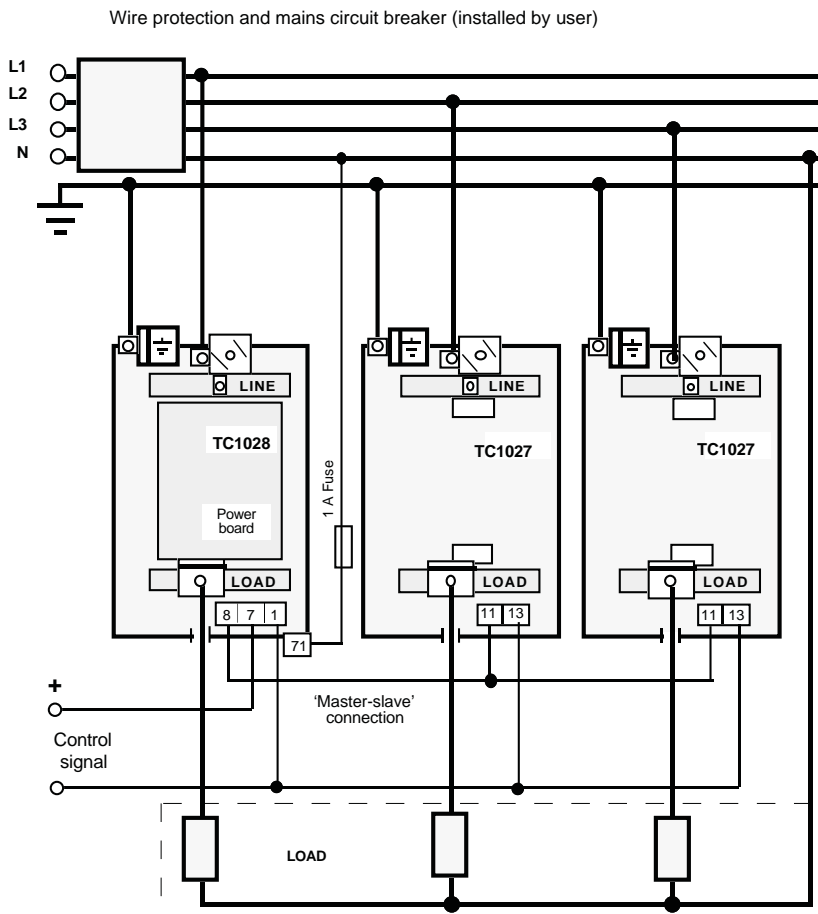 Wire protection and mains circuit breaker (installed by user)
L1
L2
L3
N
LINE
LINE
LINE
TC1028
TC1027
TC1027
1 A Fuse
Power
board
LOAD
LOAD
LOAD
8 7 1
11 13
11 13
71
+
'Master-slave'
connection
Control
signal
LOAD